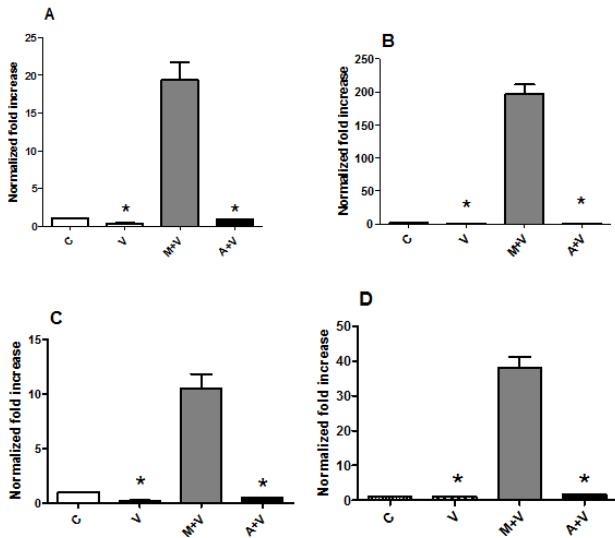 A
Normalized fold increase
25
20
15
10
5
0
*
*
C
V
M+V
A+V
B
Normalized fold increase
250
200
150
100
50
0
*
*
C
V
M+V
A+V
C
Normalized fold increase
15
10
5
0
*
*
C
V
M+V
A+V
D
Normalized fold increase
50
40
30
20
10
0
*
*
C
V
M+V
A+V